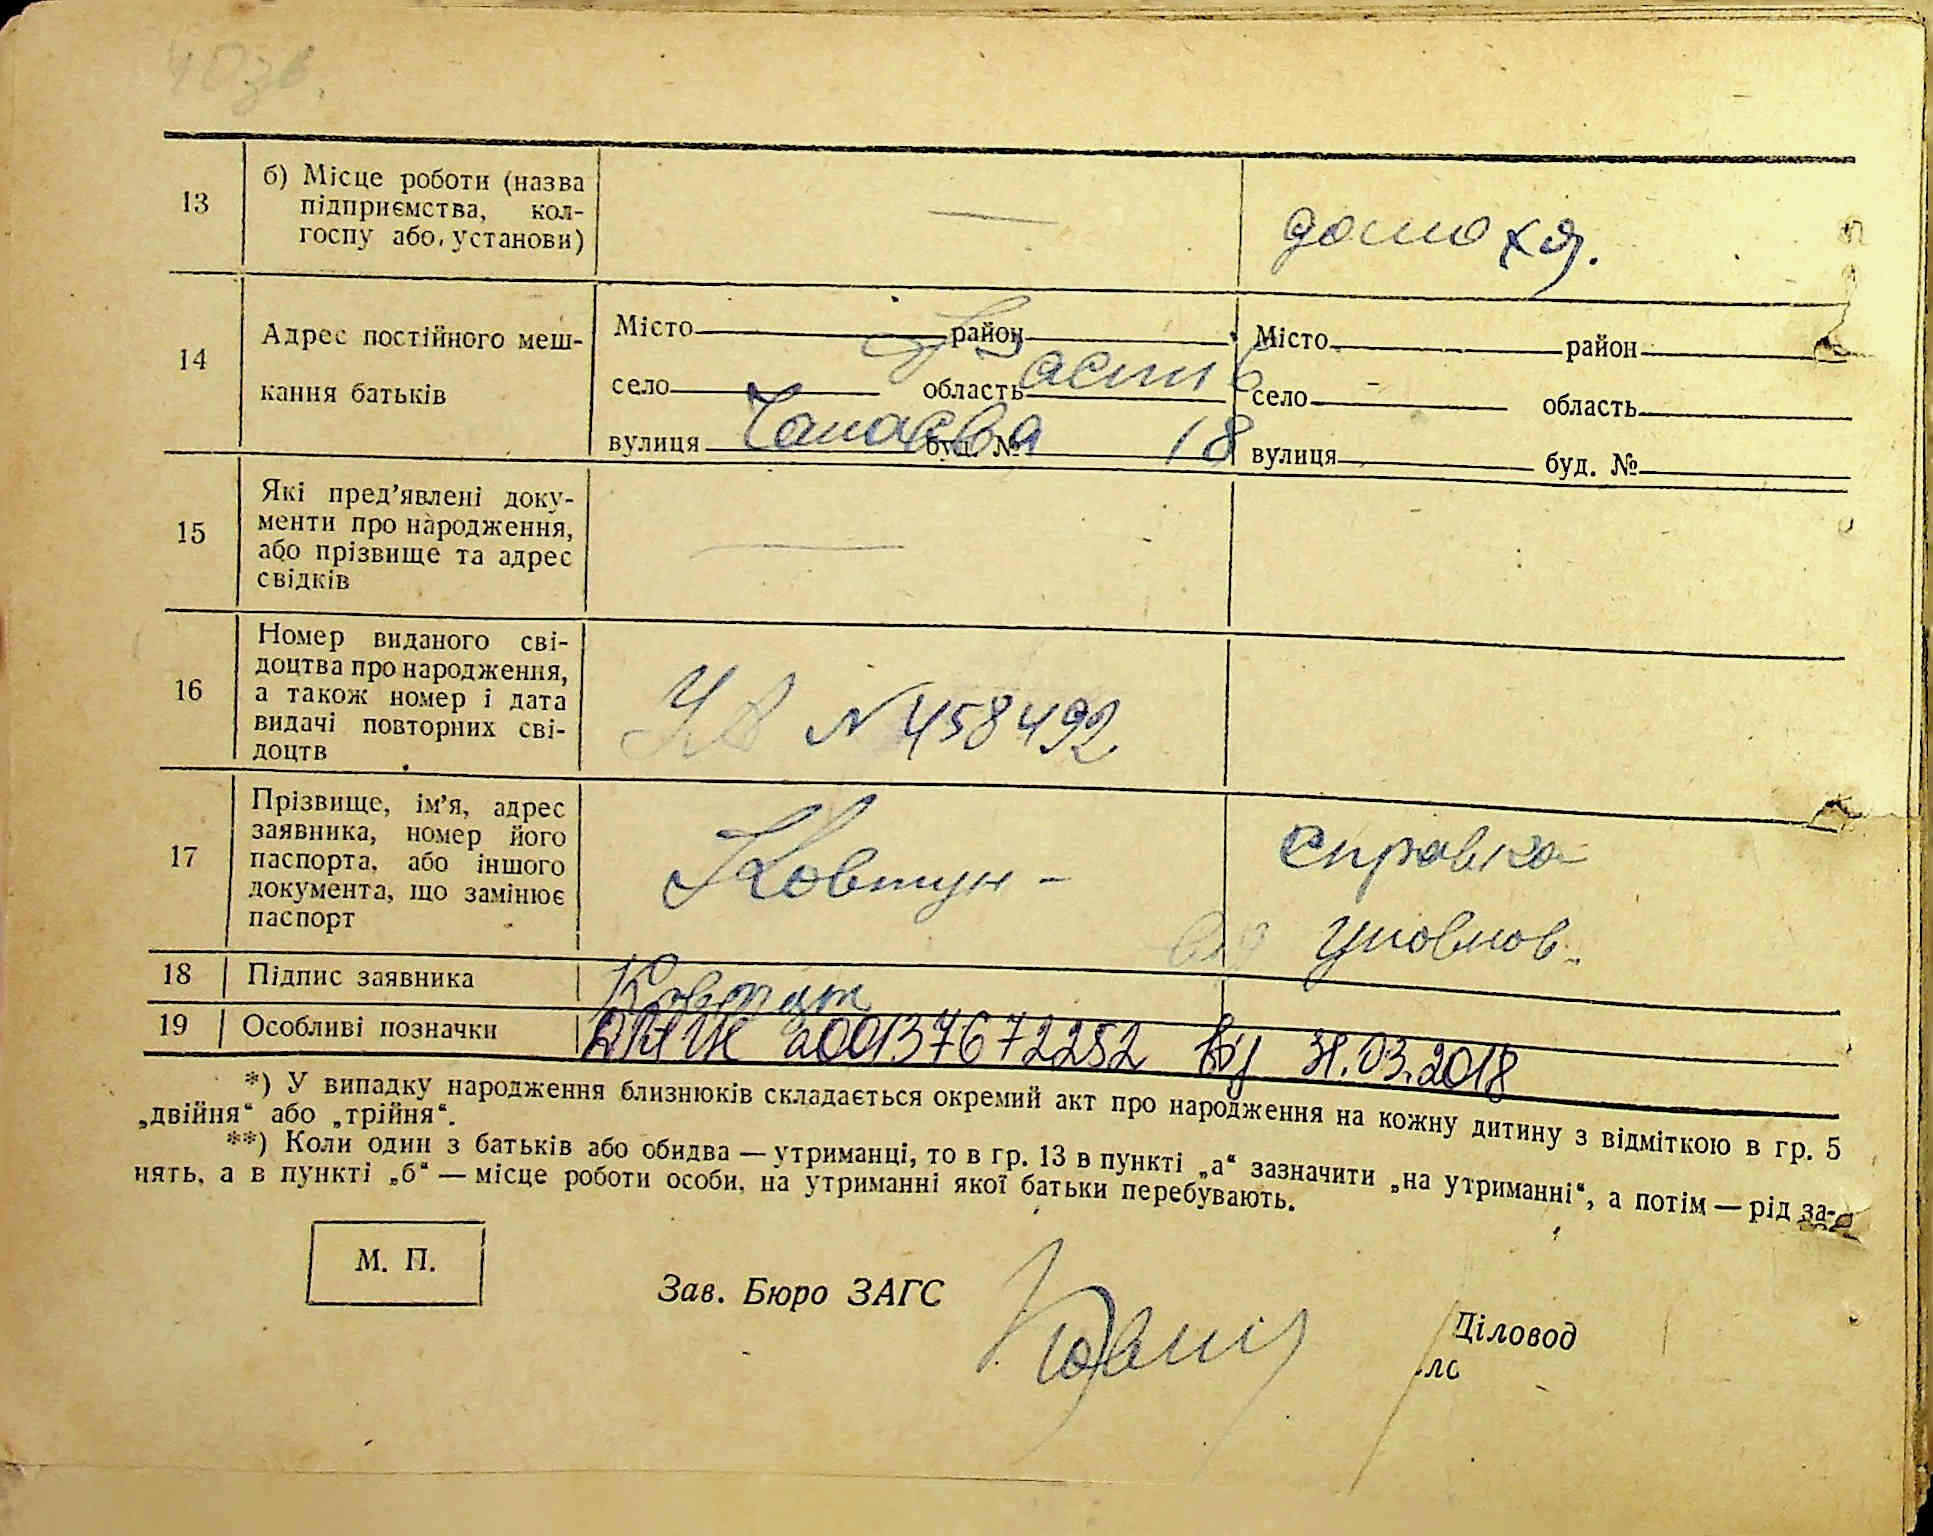 13
б) Місце роботи (назва
підприємства, кол-
госпу або установи)
—
домохоз.
14
Адрес постійного меш-
кання батьків
Місто район
село область
вулиця буд. №
Фастів
Чапаєва 18
Місто район
село область
вулиця буд. №
15
Які пред’явлені доку-
менти про народження,
або прізвище та адрес
свідків
—
16
Номер виданого сві-
доцтва про народження,
а також номер і дата
видачі повторних сві-
доцтв
УА № 458492
17
Прізвище, ім’я, адрес
заявника, номер його
паспорта, або іншого
документа, що замінює
паспорт
Ковтун -
Справка
від уповнов.
18
Підпис заявника
Ковтун
19
Особливі позначки
00137672252 від 31.03.2018
*) У випадку народження близнюків складається окремий акт про народження на кожну дитину з відміткою в гр. 5
„двійня“ або „трійня“.
**) Коли один з батьків або обидва — утриманці, то в гр. 13 в пункті „а“ зазначити „на утриманні“, а потім — рід за-
нять, а в пункті „б“ — місце роботи особи, на утриманні якої батьки перебувають.
М. П.
Зав. Бюро ЗАГС
Діловод